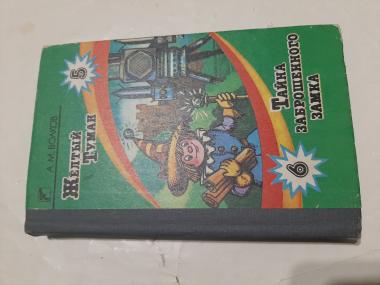 А.М. ВОЛКОВ
ЖЕЛТЫЙ
ТУМАН
5
ТАЙНА
ЗАБРОШЕННОГО
ЗАМКА
6